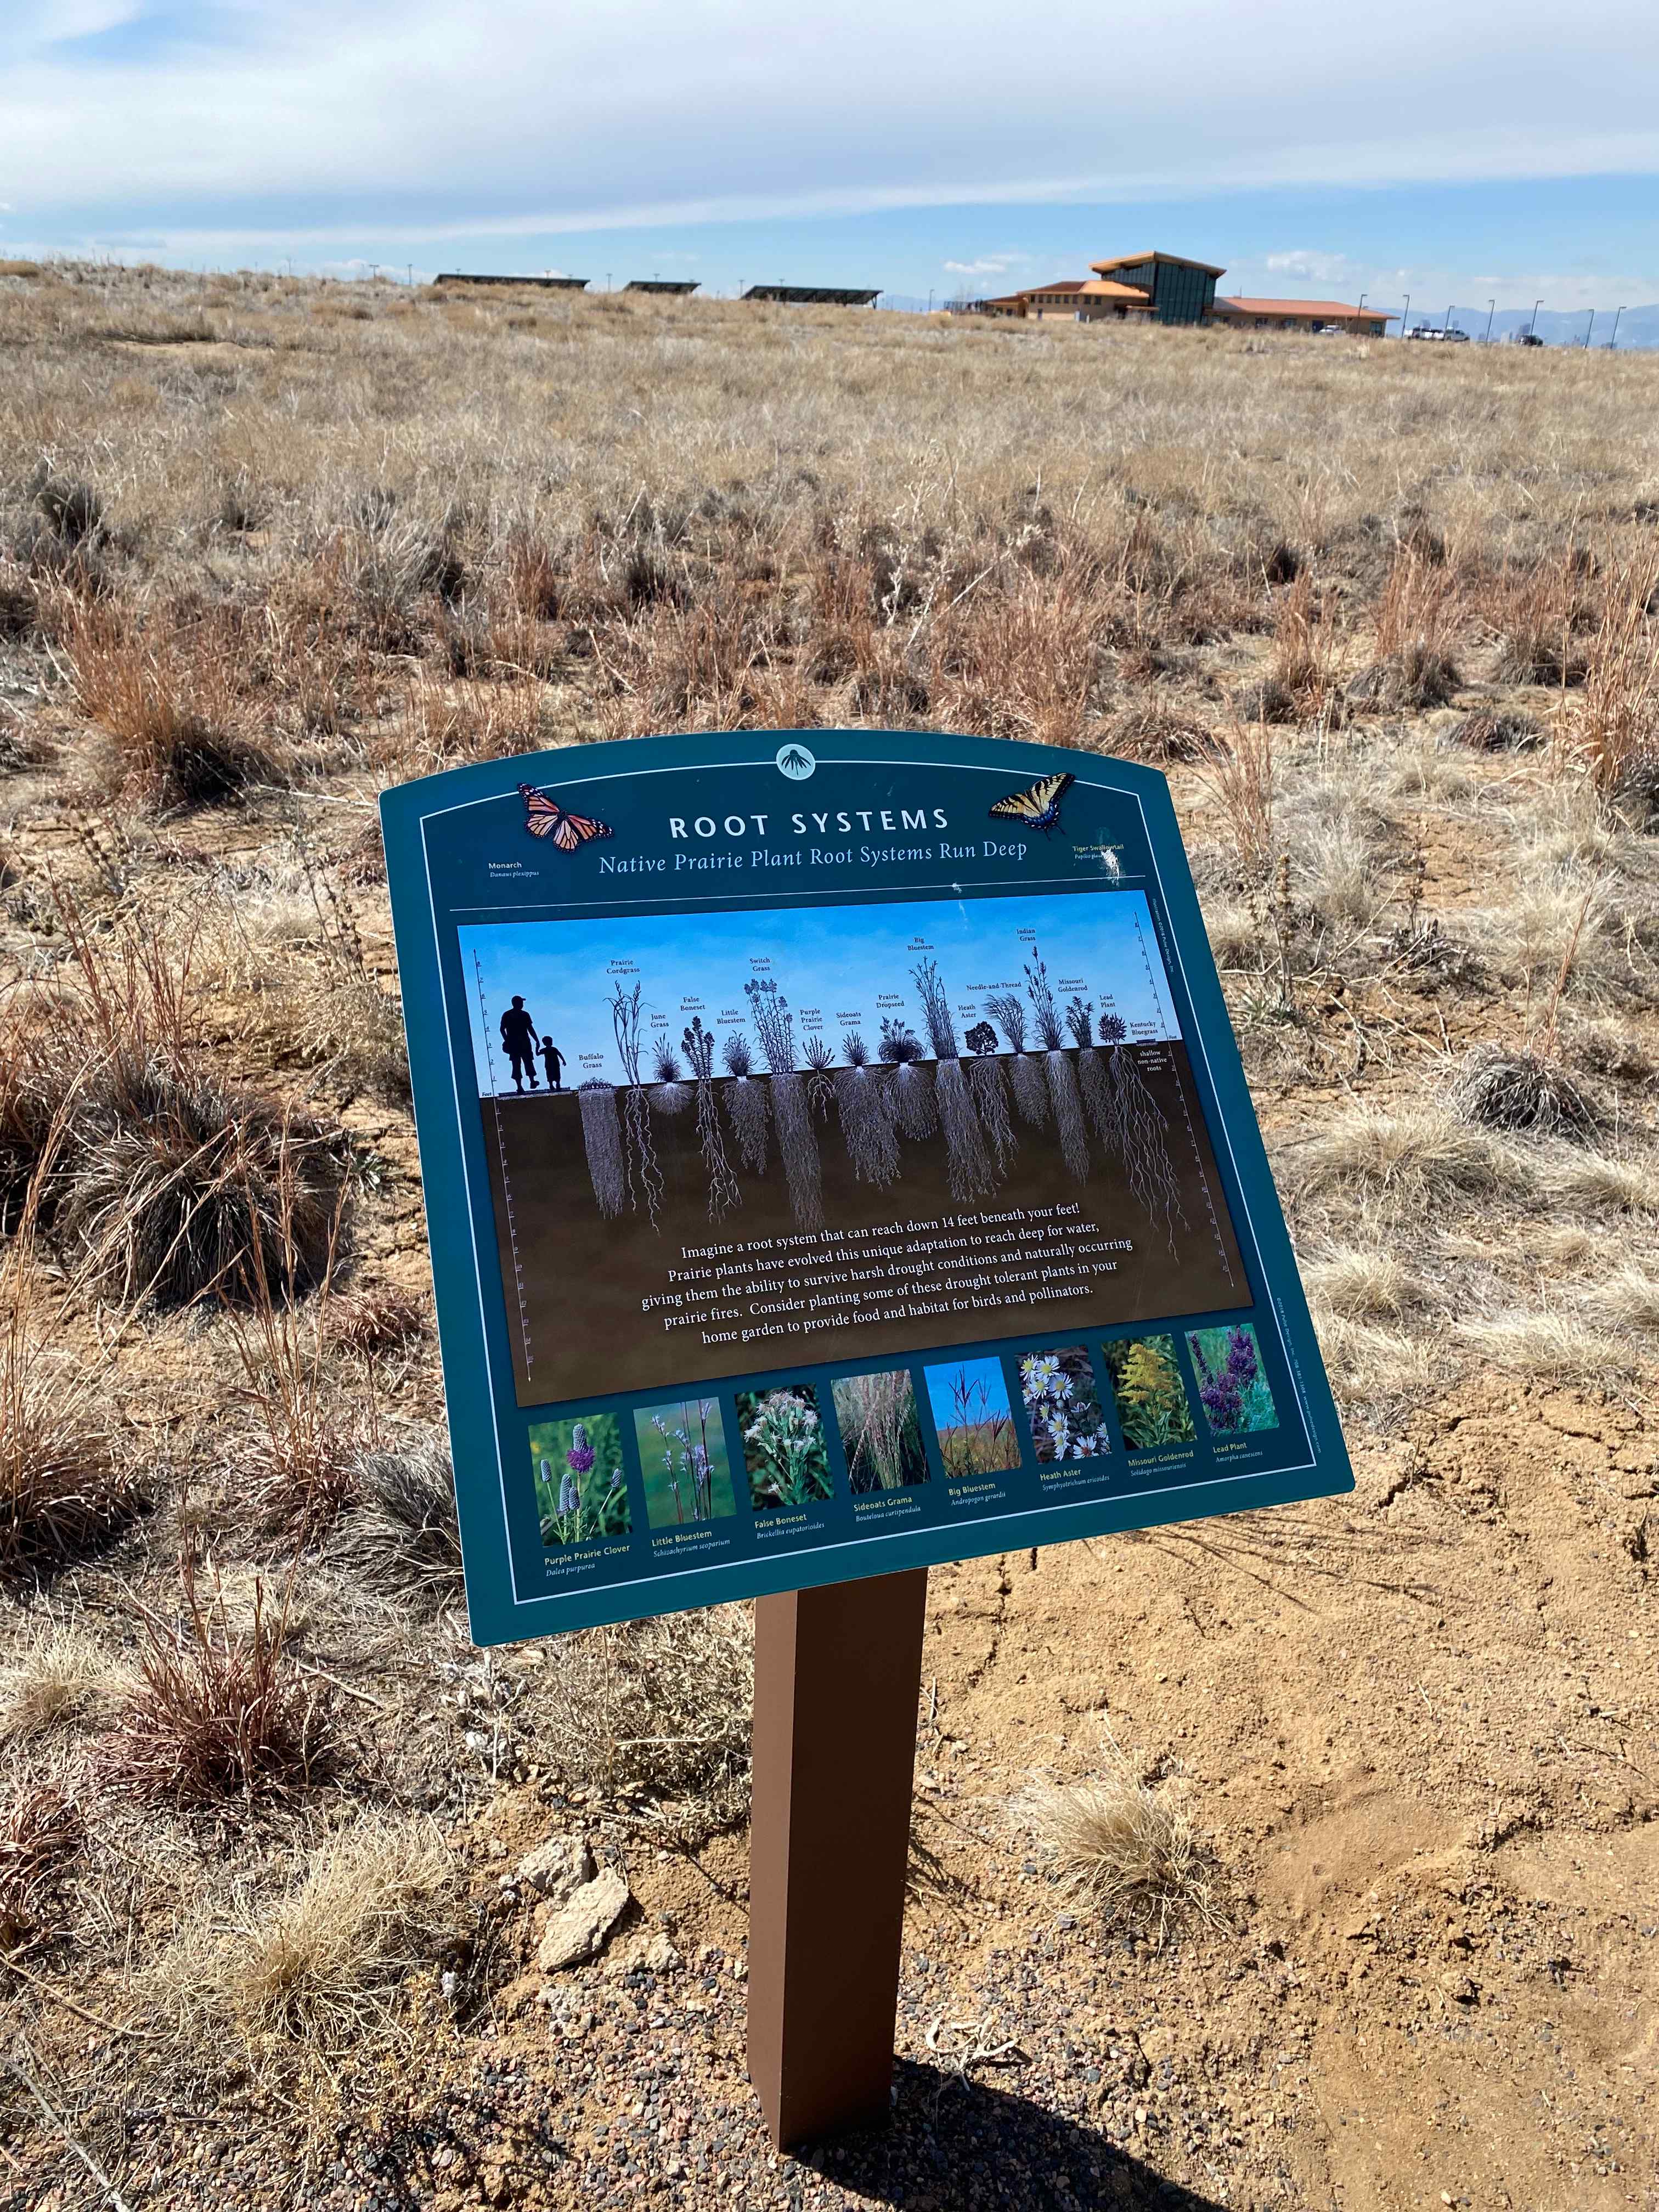 ROOT SYSTEMS
Native Prairie Plant Root Systems Run Deep
Monarch
Danaus plexippus
Tiger Swallowtail
Papilio
Prairie
Cordgrass
Switch
Grass
Big
Bluestem
Indian
Grass
Buffalo
Grass
June
Grass
False
Boneset
Little
Bluestem
Purple
Prairie
Clover
Sideoats
Grama
Prairie
Dropseed
Heath
Aster
Needle-and-Thread
Missouri
Goldenrod
Lead
Plant
Kentucky
Bluegrass
shallow
non-native
roots
Feet
Feet
Imagine a root system that can reach down 14 feet beneath your feet!
Prairie plants have evolved this unique adaptation to reach deep for water,
giving them the ability to survive harsh drought conditions and naturally occurring
prairie fires. Consider planting some of these drought tolerant plants in your
home garden to provide food and habitat for birds and pollinators.
Purple Prairie Clover
Dalea purpurea
Little Bluestem
Schizachyrium scoparium
False Boneset
Brickellia eupatorioides
Sideoats Grama
Bouteloua curtipendula
Big Bluestem
Andropogon gerardii
Heath Aster
Symphyotrichum ericoides
Missouri Goldenrod
Solidago missouriensis
Lead Plant
Amorpha canescens